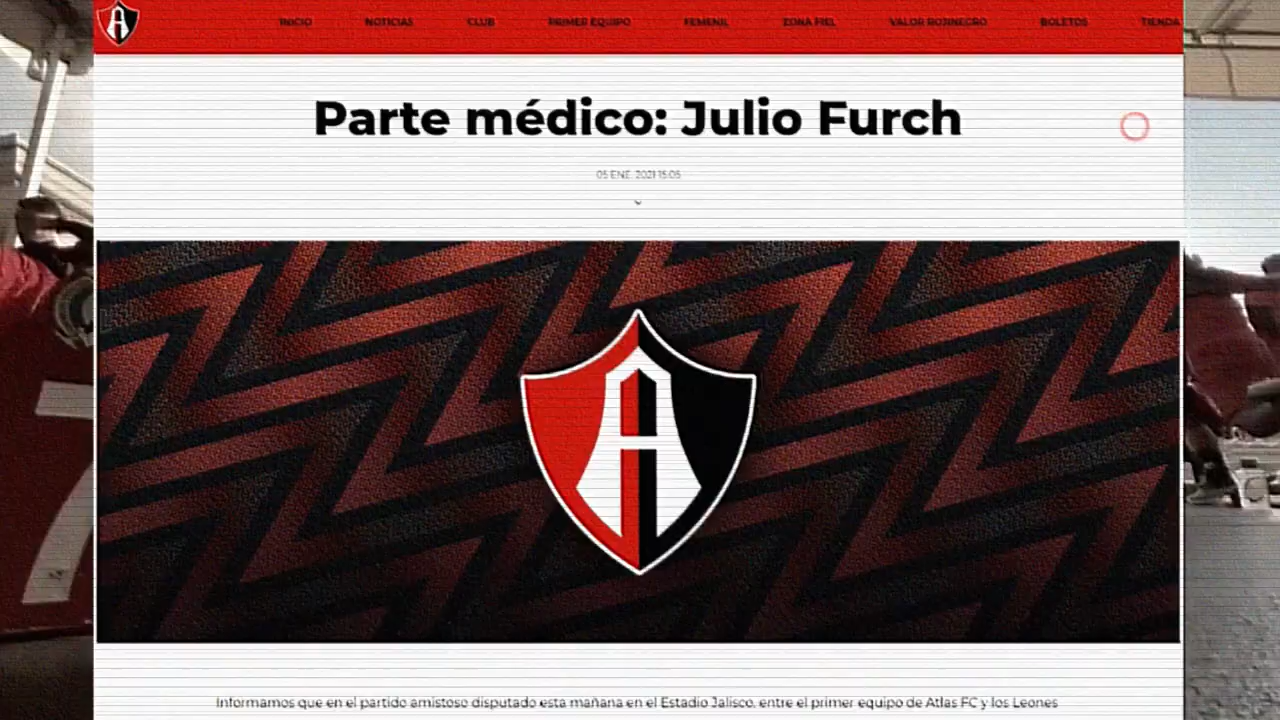 INICIO NOTICIAS CLUB PRIMER EQUIPO FEMENIL ZONA FIEL VALOR ROJINEGRO BOLETOS TIENDA
Parte médico: Julio Furch
05 ENE. 2021 15:05
7
Informamos que en el partido amistoso disputado esta mañana en el Estadio Jalisco, entre el primer equipo de Atlas FC y los Leones